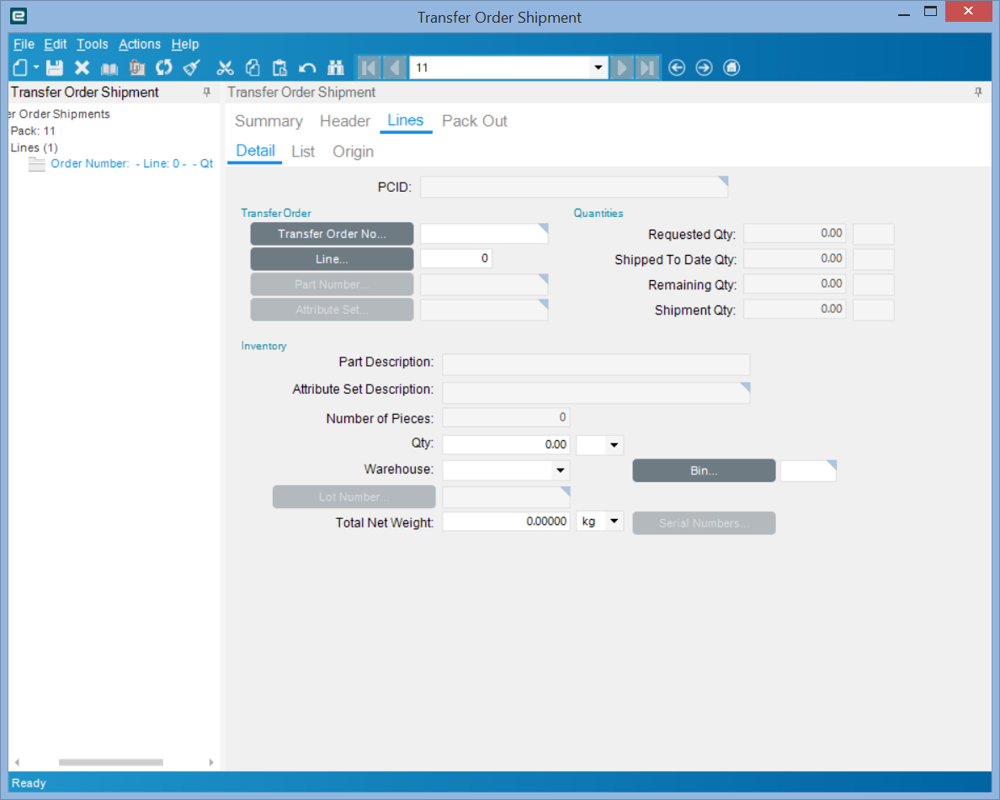 Transfer Order Shipment
File Edit Tools Actions Help
11
Transfer Order Shipment
er Order Shipments
Pack: 11
Lines (1)
Order Number:  - Line: 0 -  - Qt
Transfer Order Shipment
Summary Header Lines Pack Out
Detail List Origin
PCID:
Transfer Order
Transfer Order No...
Line... 0
Part Number...
Attribute Set...
Quantities
Requested Qty: 0.00
Shipped To Date Qty: 0.00
Remaining Qty: 0.00
Shipment Qty: 0.00
Inventory
Part Description:
Attribute Set Description:
Number of Pieces: 0
Qty: 0.00
Warehouse: Bin...
Lot Number...
Total Net Weight: 0.00000 kg Serial Numbers...
Ready